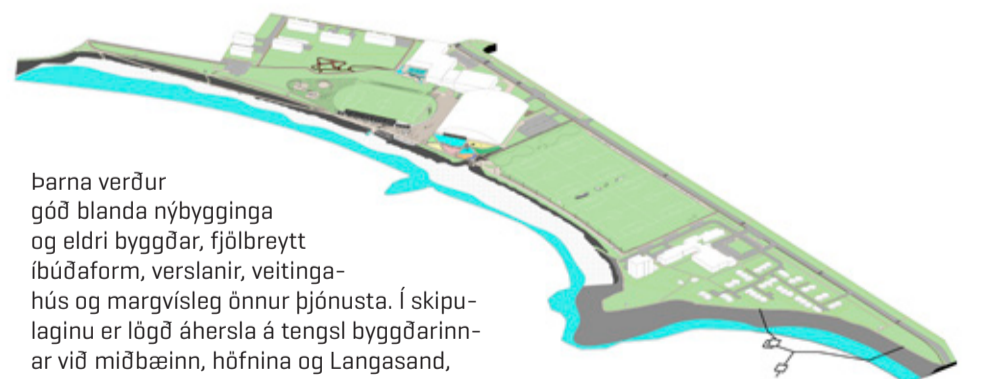 Þarna verður
góð blanda nýbygginga
og eldri byggðar, fjölbreytt
íbúðaform, verslanir, veitinga-
hús og margvísleg önnur þjónusta. Í skipu-
laginu er lögð áhersla á tengsl byggðarinn-
ar við miðbæinn, höfnina og Langasand,